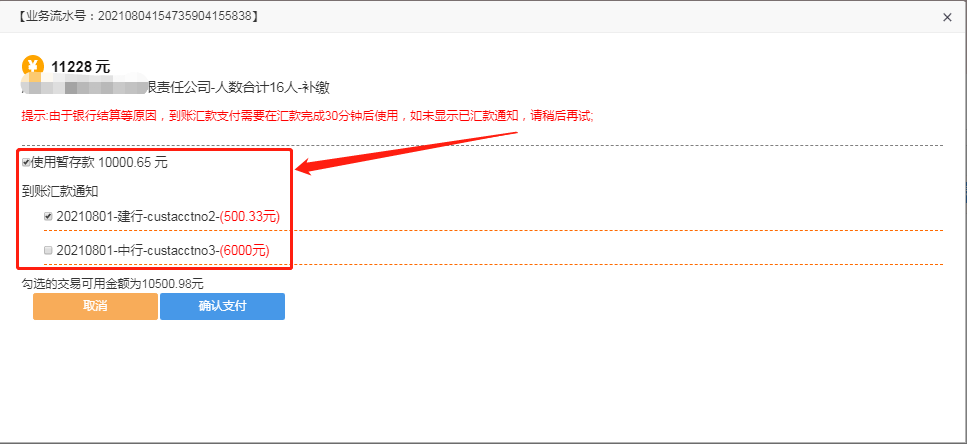 【业务流水号：20210804154735904155838】
¥ 11228 元
限责任公司-人数合计16人-补缴
提示:由于银行结算等原因，到账汇款支付需要在汇款完成30分钟后使用，如未显示已汇款通知，请稍后再试;
使用暂存款 10000.65 元
到账汇款通知
20210801-建行-custacctno2-(500.33元)
20210801-中行-custacctno3-(6000元)
勾选的交易可用金额为10500.98元
取消 确认支付